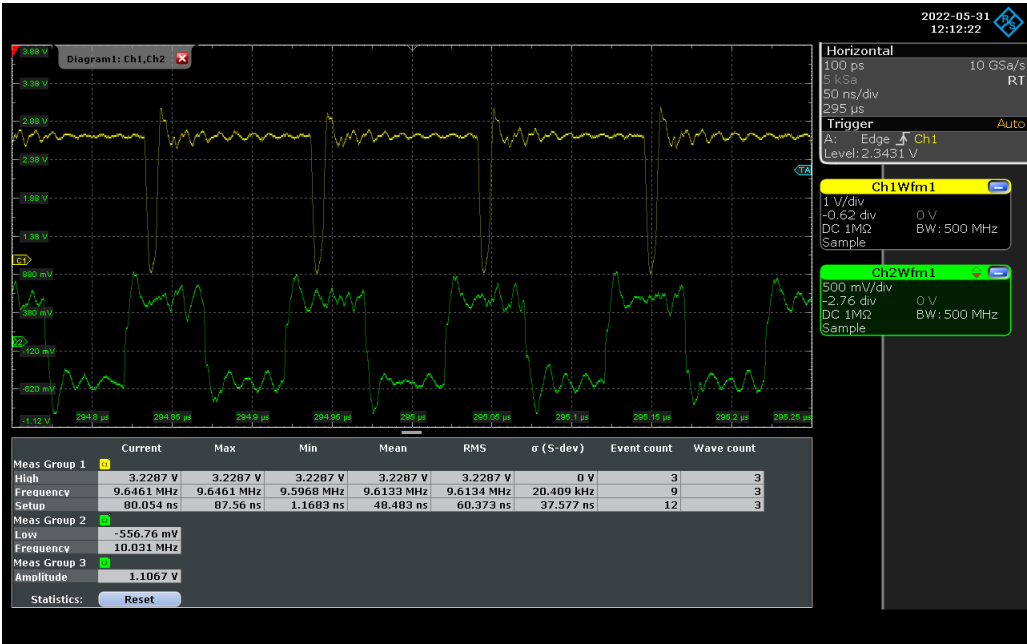 2022-05-31
12:12:22
Diagram1: Ch1,Ch2
3.88 V
3.38 V
2.88 V
2.38 V
1.88 V
1.38 V
C1
880 mV
380 mV
-120 mV
-620 mV
-1.12 V
TA
294.8 µs 294.85 µs 294.9 µs 294.95 µs 295 µs 295.05 µs 295.1 µs 295.15 µs 295.2 µs 295.25 µs
Horizontal
100 ps 10 GSa/s
5 kSa RT
50 ns/div
295 µs
Trigger Auto
A: Edge Ch1
Level: 2.3431 V
Ch1Wfm1
1 V/div
-0.62 div 0 V
DC 1MΩ BW: 500 MHz
Sample
Ch2Wfm1
500 mV/div
-2.76 div 0 V
DC 1MΩ BW: 500 MHz
Sample
Current Max Min Mean RMS σ (S-dev) Event count Wave count
Meas Group 1
High 3.2287 V 3.2287 V 3.2287 V 3.2287 V 3.2287 V 0 V 3 3
Frequency 9.6461 MHz 9.6461 MHz 9.5968 MHz 9.6133 MHz 9.6134 MHz 20.409 kHz 9 3
Setup 80.054 ns 87.56 ns 1.1683 ns 48.483 ns 60.373 ns 37.577 ns 12 3
Meas Group 2
Low -556.76 mV
Frequency 10.031 MHz
Meas Group 3
Amplitude 1.1067 V
Statistics: Reset